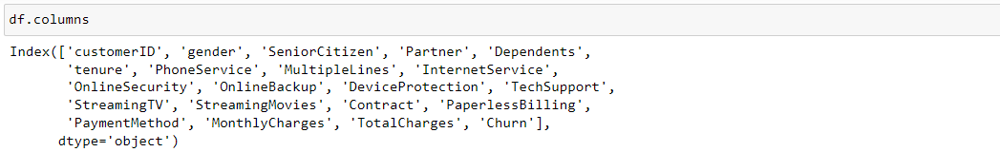 df.columns
Index(['customerID', 'gender', 'SeniorCitizen', 'Partner', 'Dependents',
'tenure', 'PhoneService', 'MultipleLines', 'InternetService',
'OnlineSecurity', 'OnlineBackup', 'DeviceProtection', 'TechSupport',
'StreamingTV', 'StreamingMovies', 'Contract', 'PaperlessBilling',
'PaymentMethod', 'MonthlyCharges', 'TotalCharges', 'Churn'],
dtype='object')